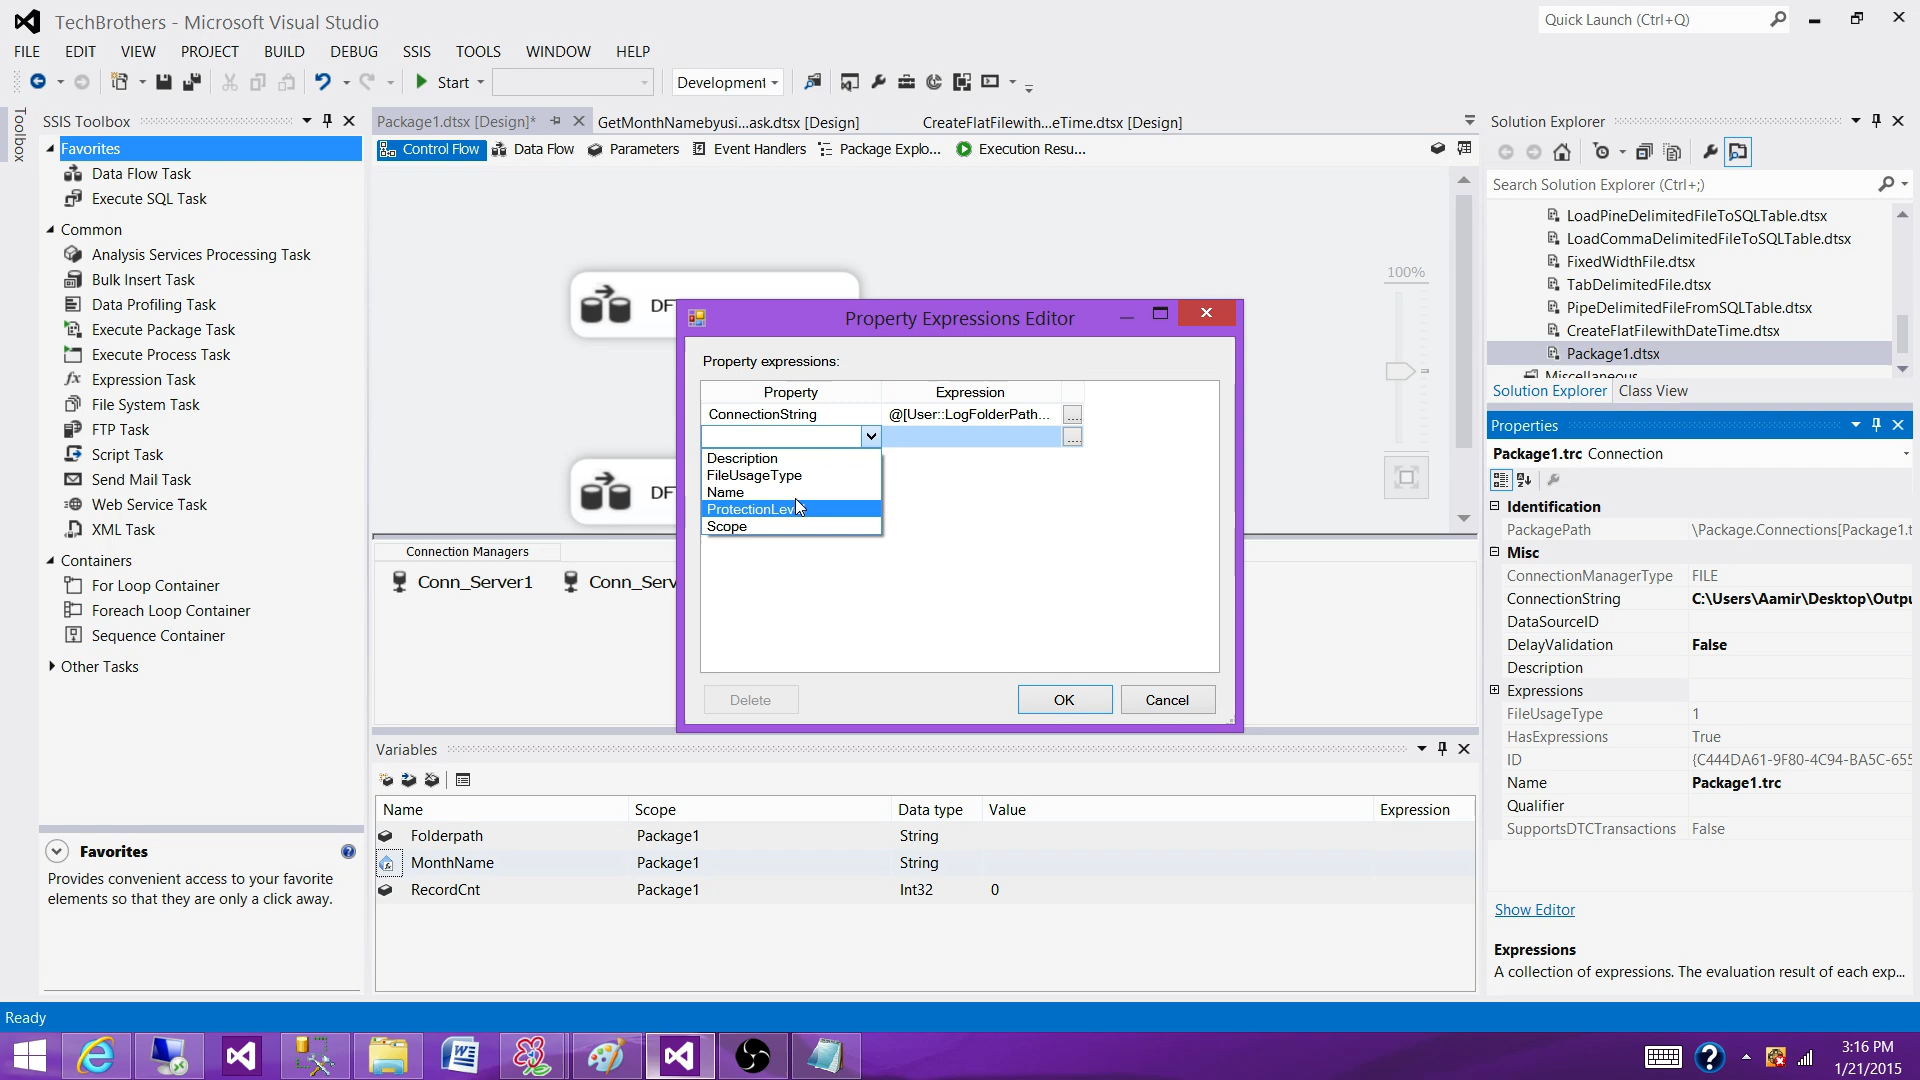 TechBrothers - Microsoft Visual Studio
Quick Launch (Ctrl+Q)
FILE EDIT VIEW PROJECT BUILD DEBUG SSIS TOOLS WINDOW HELP
Start Development
Toolbox
SSIS Toolbox
Favorites
Data Flow Task
Execute SQL Task
Common
Analysis Services Processing Task
Bulk Insert Task
Data Profiling Task
Execute Package Task
Execute Process Task
Expression Task
File System Task
FTP Task
Script Task
Send Mail Task
Web Service Task
XML Task
Containers
For Loop Container
Foreach Loop Container
Sequence Container
Other Tasks
Favorites
Provides convenient access to your favorite
elements so that they are only a click away.
Package1.dtsx [Design]* GetMonthNamebyusi...ask.dtsx [Design] CreateFlatFilewith...eTime.dtsx [Design]
Control Flow Data Flow Parameters Event Handlers Package Explo... Execution Resu...
100%
DF
DF
Connection Managers
Conn_Server1 Conn_Serv
Property Expressions Editor
Property expressions:
Property Expression
ConnectionString @[User::LogFolderPath... ....
....
Description
FileUsageType
Name
ProtectionLev
Scope
Delete OK Cancel
Variables
Name Scope Data type Value Expression
Folderpath Package1 String
MonthName Package1 String
RecordCnt Package1 Int32 0
Solution Explorer
Search Solution Explorer (Ctrl+;)
LoadPineDelimitedFileToSQLTable.dtsx
LoadCommaDelimitedFileToSQLTable.dtsx
FixedWidthFile.dtsx
TabDelimitedFile.dtsx
PipeDelimitedFileFromSQLTable.dtsx
CreateFlatFilewithDateTime.dtsx
Package1.dtsx
Miscellaneous
Solution Explorer Class View
Properties
Package1.trc Connection
Identification
PackagePath \Package.Connections[Package1.t
Misc
ConnectionManagerType FILE
ConnectionString C:\Users\Aamir\Desktop\Outpu
DataSourceID
DelayValidation False
Description
Expressions
FileUsageType 1
HasExpressions True
ID {C444DA61-9F80-4C94-BA5C-655
Name Package1.trc
Qualifier
SupportsDTCTransactions False
Show Editor
Expressions
A collection of expressions. The evaluation result of each exp...
Ready
3:16 PM
1/21/2015